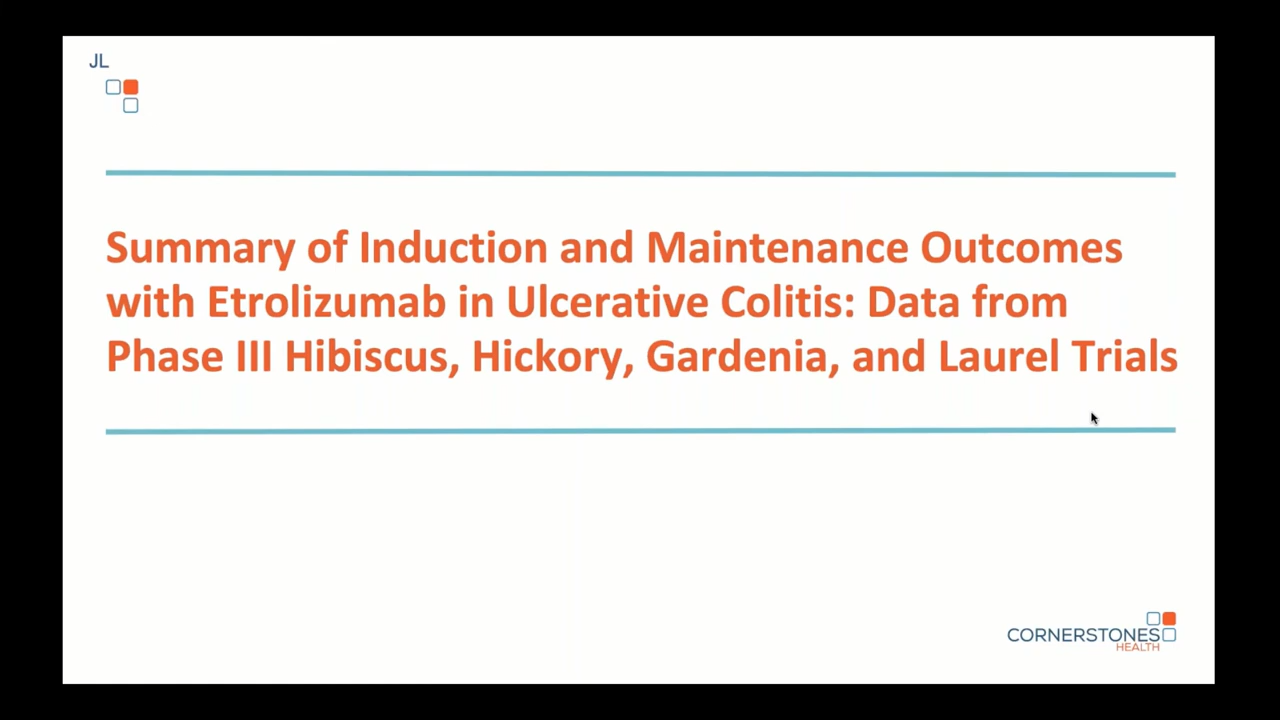 JL
Summary of Induction and Maintenance Outcomes
with Etrolizumab in Ulcerative Colitis: Data from
Phase III Hibiscus, Hickory, Gardenia, and Laurel Trials
CORNERSTONES
HEALTH